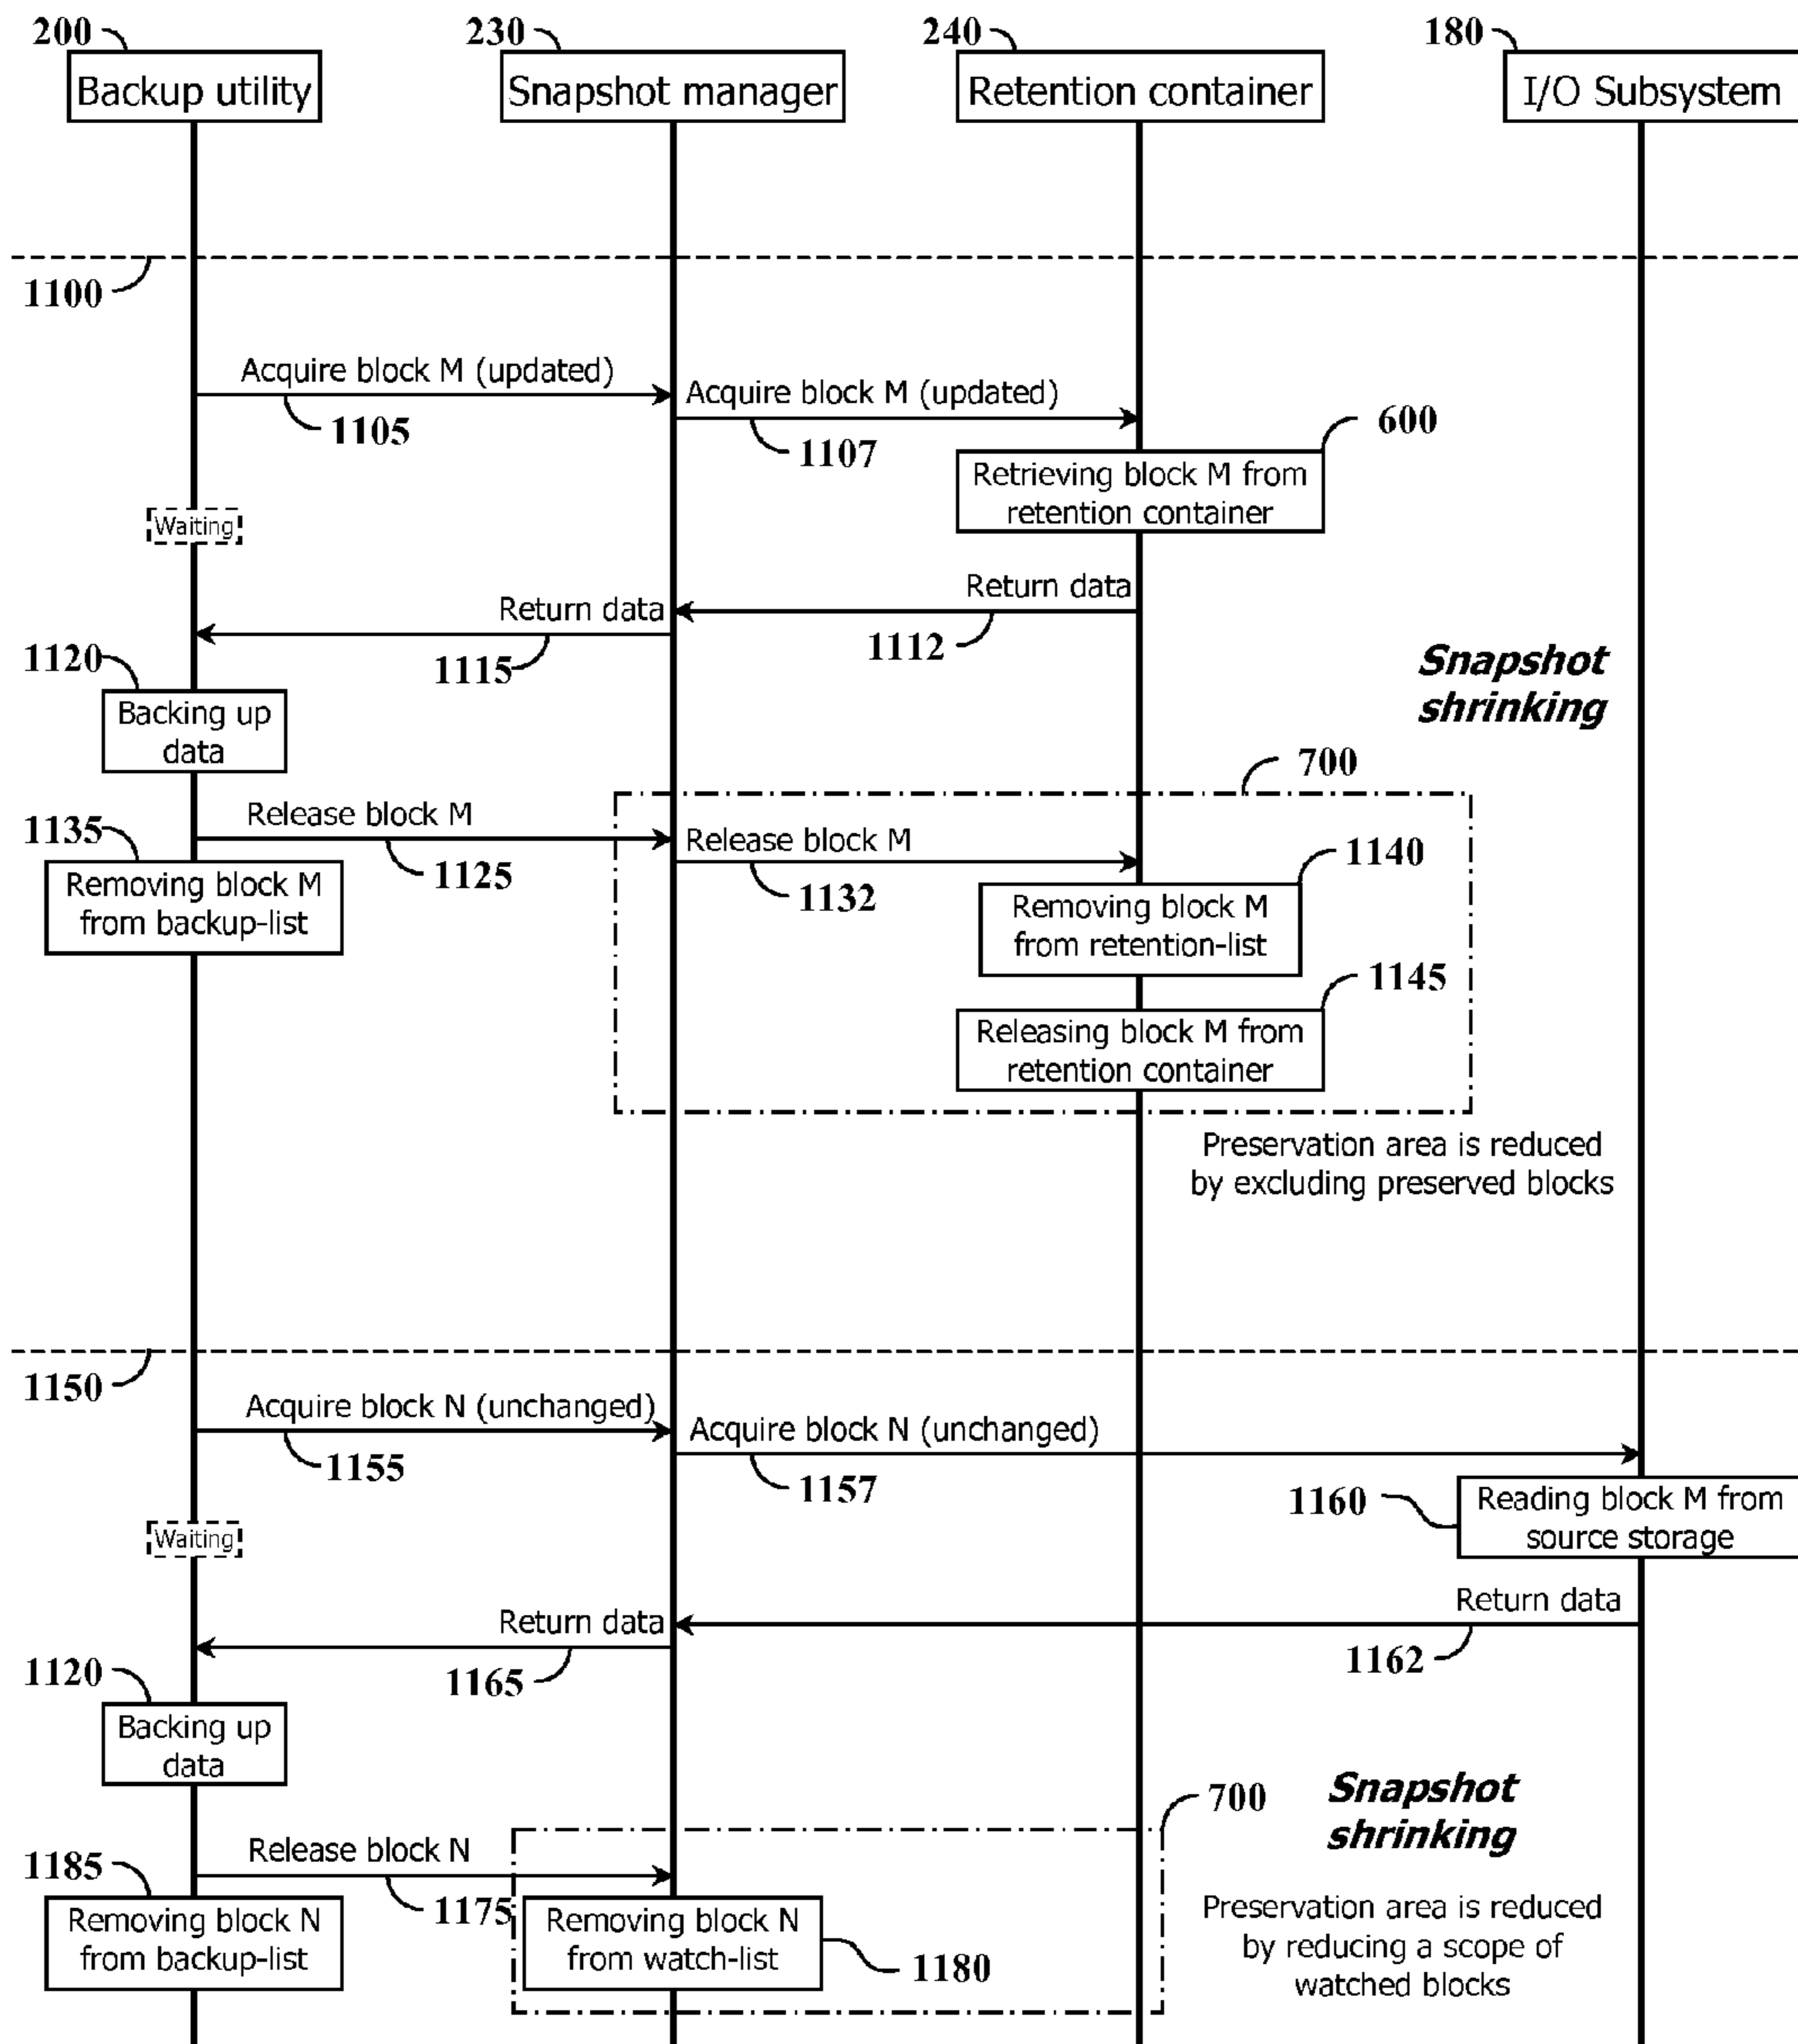 200
230
240
180
Backup utility
Snapshot manager
Retention container
I/O Subsystem
1100
Acquire block M (updated)
1105
Acquire block M (updated)
1107
600
Retrieving block M from
retention container
Waiting
Return data
1112
Return data
1115
Snapshot
shrinking
1120
Backing up
data
700
Release block M
1125
1135
Removing block M
from backup-list
Release block M
1132
1140
Removing block M
from retention-list
1145
Releasing block M from
retention container
Preservation area is reduced
by excluding preserved blocks
1150
Acquire block N (unchanged)
1155
Acquire block N (unchanged)
1157
1160
Reading block M from
source storage
Waiting
Return data
1162
Return data
1165
1120
Backing up
data
700
Snapshot
shrinking
Release block N
1175
1185
Removing block N
from backup-list
Removing block N
from watch-list
1180
Preservation area is reduced
by reducing a scope of
watched blocks